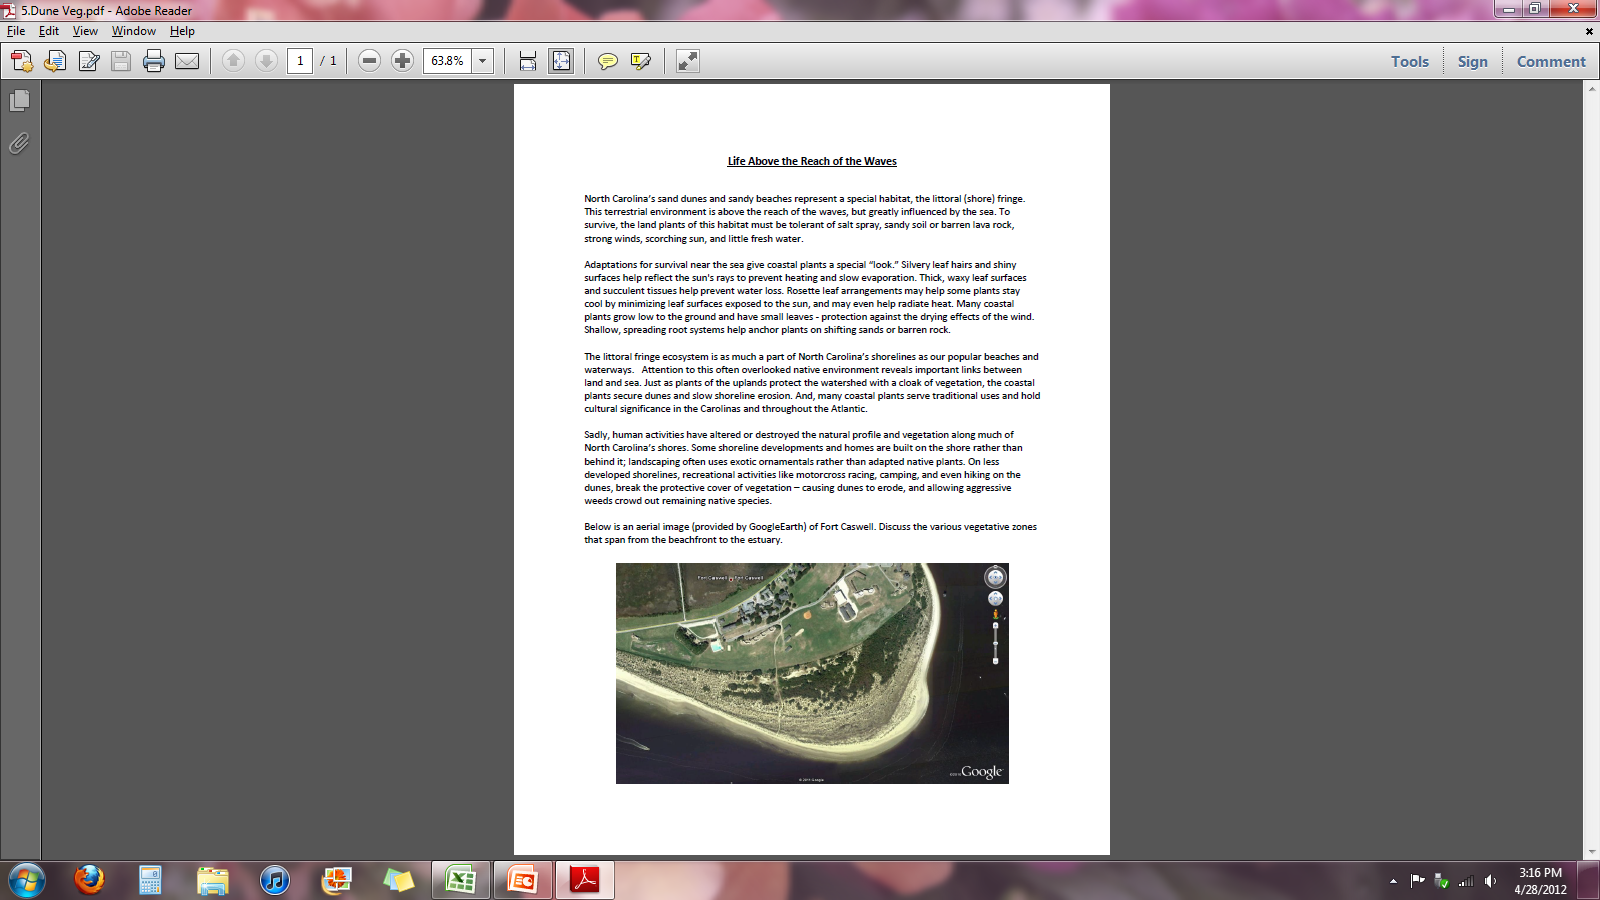 5.Dune Veg.pdf - Adobe Reader
File Edit View Window Help
1 / 1 63.8% Tools Sign Comment
Life Above the Reach of the Waves
North Carolina's sand dunes and sandy beaches represent a special habitat, the littoral (shore) fringe.
This terrestrial environment is above the reach of the waves, but greatly influenced by the sea. To
survive, the land plants of this habitat must be tolerant of salt spray, sandy soil or barren lava rock,
strong winds, scorching sun, and little fresh water.
Adaptations for survival near the sea give coastal plants a special “look.” Silvery leaf hairs and shiny
surfaces help reflect the sun's rays to prevent heating and slow evaporation. Thick, waxy leaf surfaces
and succulent tissues help prevent water loss. Rosette leaf arrangements may help some plants stay
cool by minimizing leaf surfaces exposed to the sun, and may even help radiate heat. Many coastal
plants grow low to the ground and have small leaves - protection against the drying effects of the wind.
Shallow, spreading root systems help anchor plants on shifting sands or barren rock.
The littoral fringe ecosystem is as much a part of North Carolina's shorelines as our popular beaches and
waterways. Attention to this often overlooked native environment reveals important links between
land and sea. Just as plants of the uplands protect the watershed with a cloak of vegetation, the coastal
plants secure dunes and slow shoreline erosion. And, many coastal plants serve traditional uses and hold
cultural significance in the Carolinas and throughout the Atlantic.
Sadly, human activities have altered or destroyed the natural profile and vegetation along much of
North Carolina's shores. Some shoreline developments and homes are built on the shore rather than
behind it; landscaping often uses exotic ornamentals rather than adapted native plants. On less
developed shorelines, recreational activities like motorcross racing, camping, and even hiking on the
dunes, break the protective cover of vegetation – causing dunes to erode, and allowing aggressive
weeds crowd out remaining native species.
Below is an aerial image (provided by GoogleEarth) of Fort Caswell. Discuss the various vegetative zones
that span from the beachfront to the estuary.
Fort Caswell Fort Caswell
Google
3:16 PM
4/28/2012